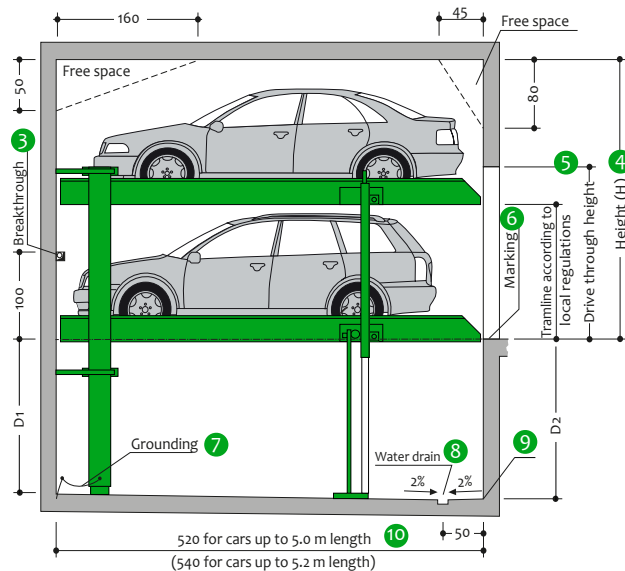 160
45
Free space
Free space
50
80
3
Breakthrough
100
4
Height (H)
5
Drive through height
6
Marking
Tramline according to
local regulations
D1
D2
Grounding 7
Water drain 8
9
2% 2%
50
520 for cars up to 5.0 m length 10
(540 for cars up to 5.2 m length)